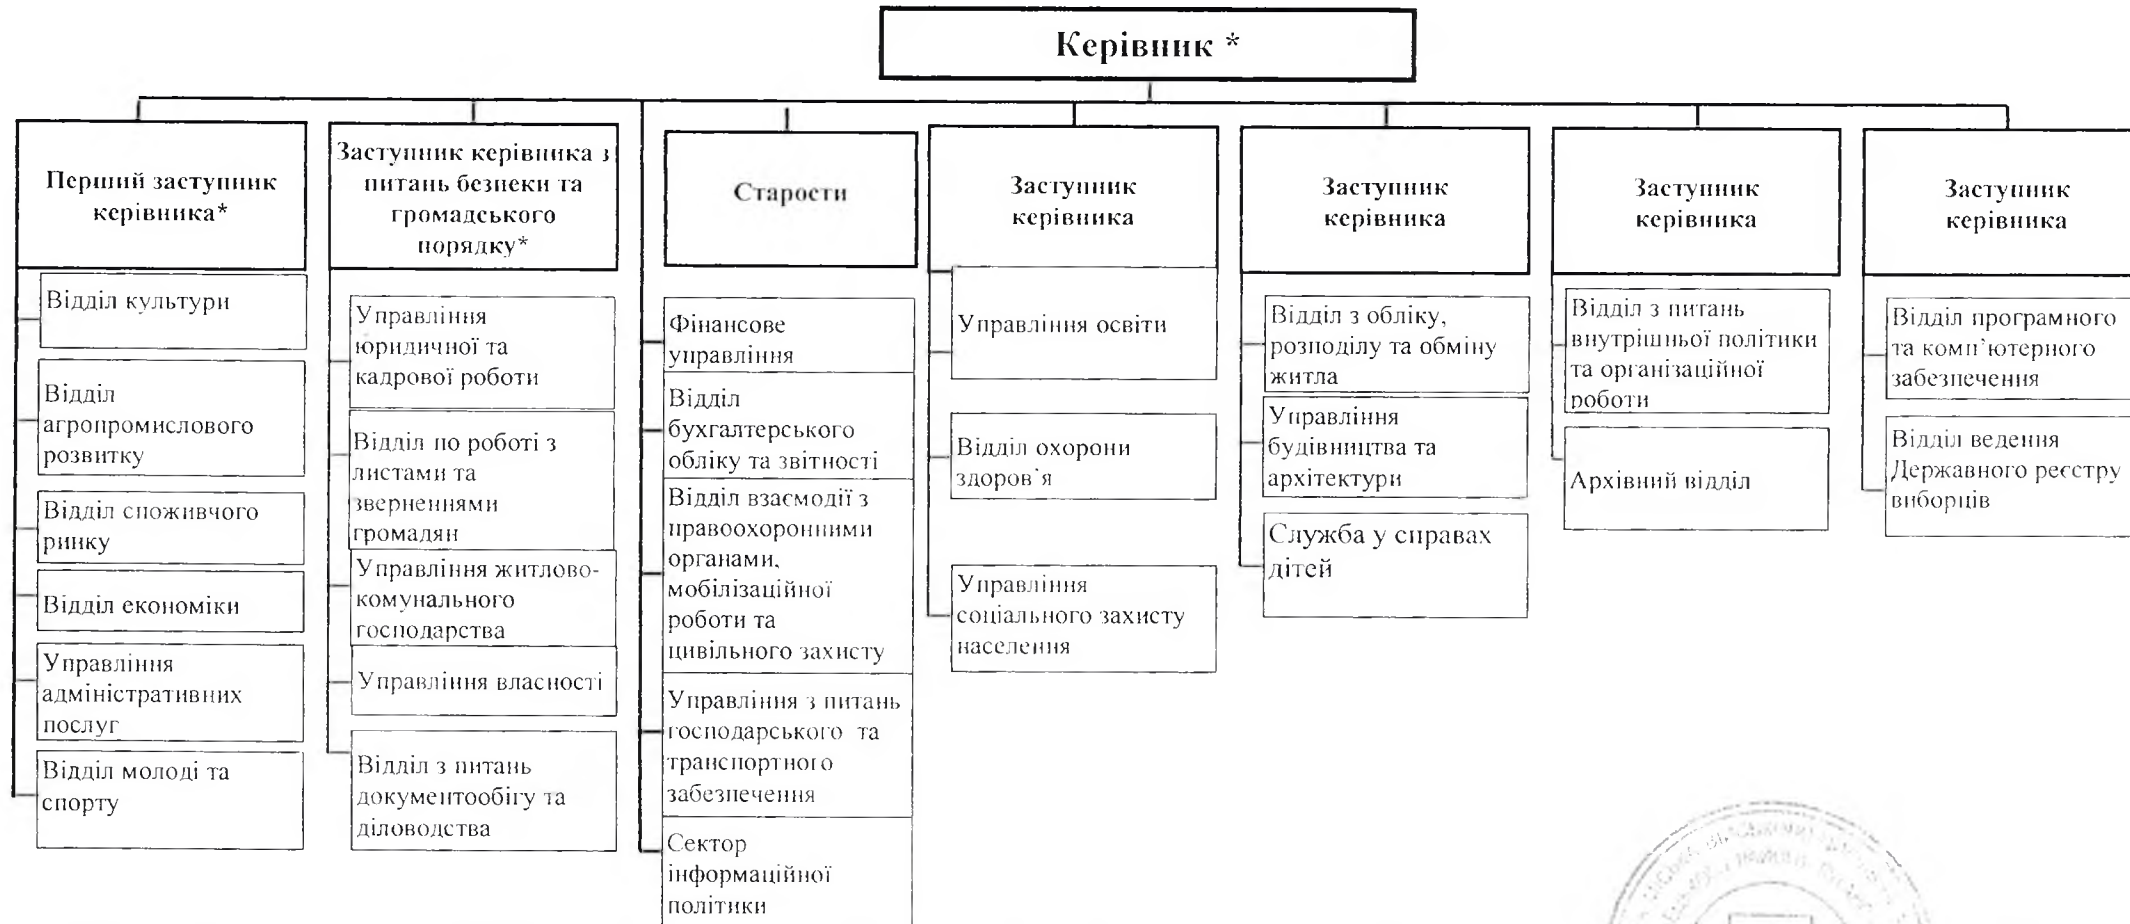 Керівник *
Перший заступник
керівника*
Відділ культури
Відділ
агропромислового
розвитку
Відділ споживчого
ринку
Відділ економіки
Управління
адміністративних
послуг
Відділ молоді та
спорту
Заступник керівника з
питань безпеки та
громадського
порядку*
Управління
юридичної та
кадрової роботи
Відділ по роботі з
листами та
зверненнями
громадян
Управління житлово-
комунального
господарства
Управління власності
Відділ з питань
документообігу та
діловодства
Старости
Фінансове
управління
Відділ
бухгалтерського
обліку та звітності
Відділ взаємодії з
правоохоронними
органами,
мобілізаційної
роботи та
цивільного захисту
Управління з питань
господарського та
транспортного
забезпечення
Сектор
інформаційної
політики
Заступник
керівника
Управління освіти
Відділ охорони
здоров'я
Управління
соціального захисту
населення
Заступник
керівника
Відділ з обліку,
розподілу та обміну
житла
Управління
будівництва та
архітектури
Служба у справах
дітей
Заступник
керівника
Відділ з питань
внутрішньої політики
та організаційної
роботи
Архівний відділ
Заступник
керівника
Відділ програмного
та комп'ютерного
забезпечення
Відділ ведення
Державного реєстру
виборців